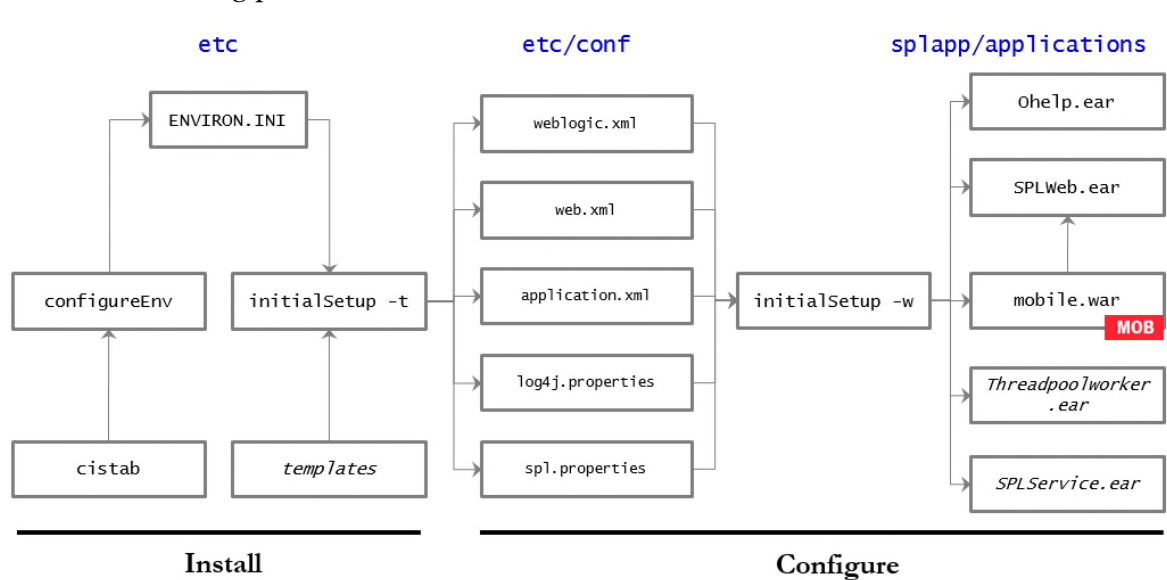 etc
etc/conf
splapp/applications
ENVIRON.INI
configureEnv
initialSetup -t
cistab
templates
weblogic.xml
web.xml
application.xml
log4j.properties
spl.properties
initialSetup -w
Ohelp.ear
SPLWeb.ear
mobile.war
MOB
Threadpoolworker
.ear
SPLService.ear
Install
Configure